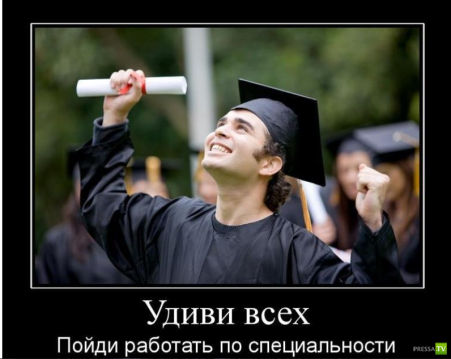 Удиви всех
Пойди работать по специальности
PRESSA TV